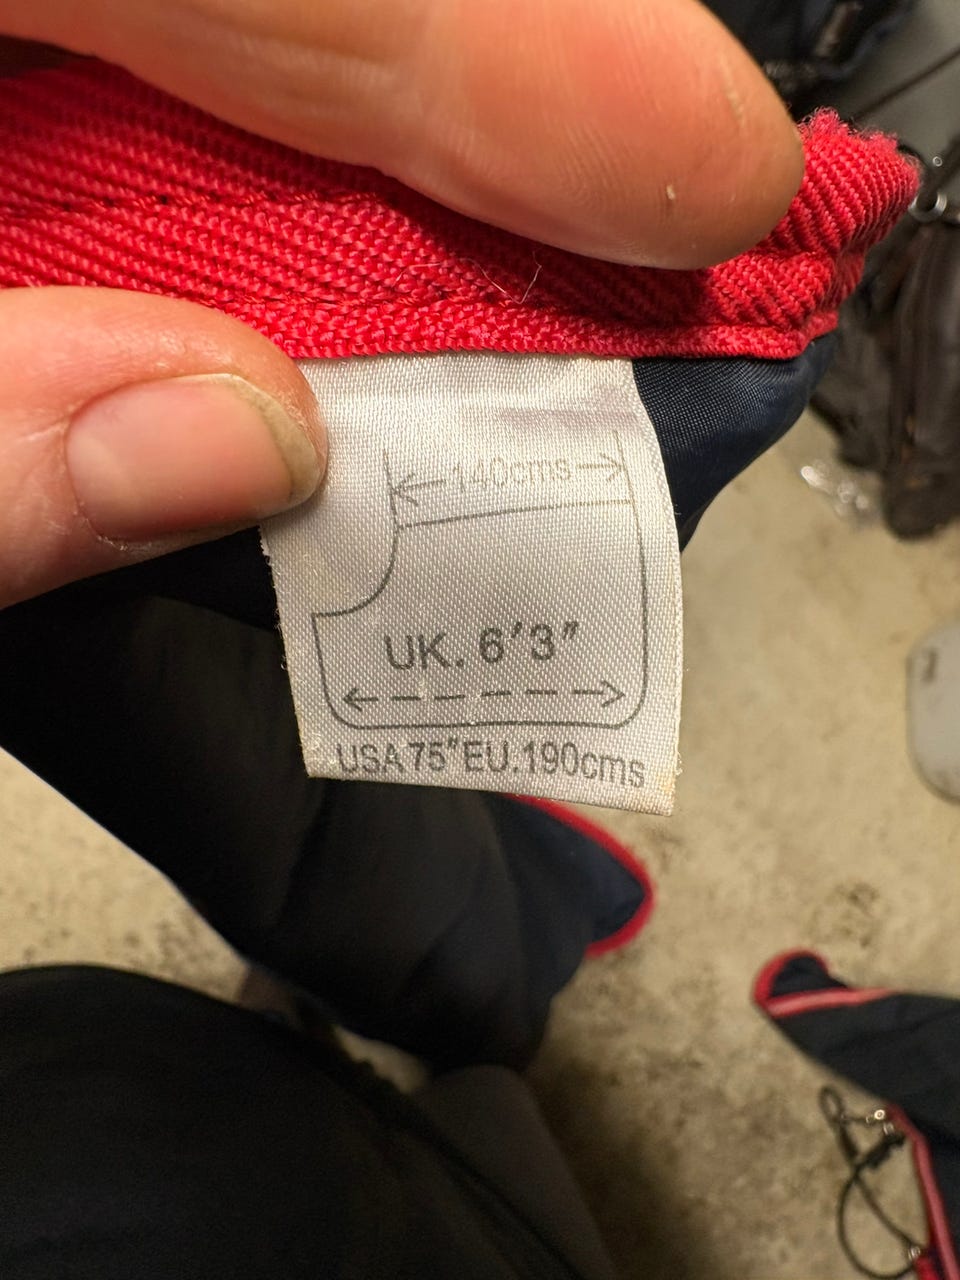 140cms
UK. 6'3"
USA 75" EU. 190cms